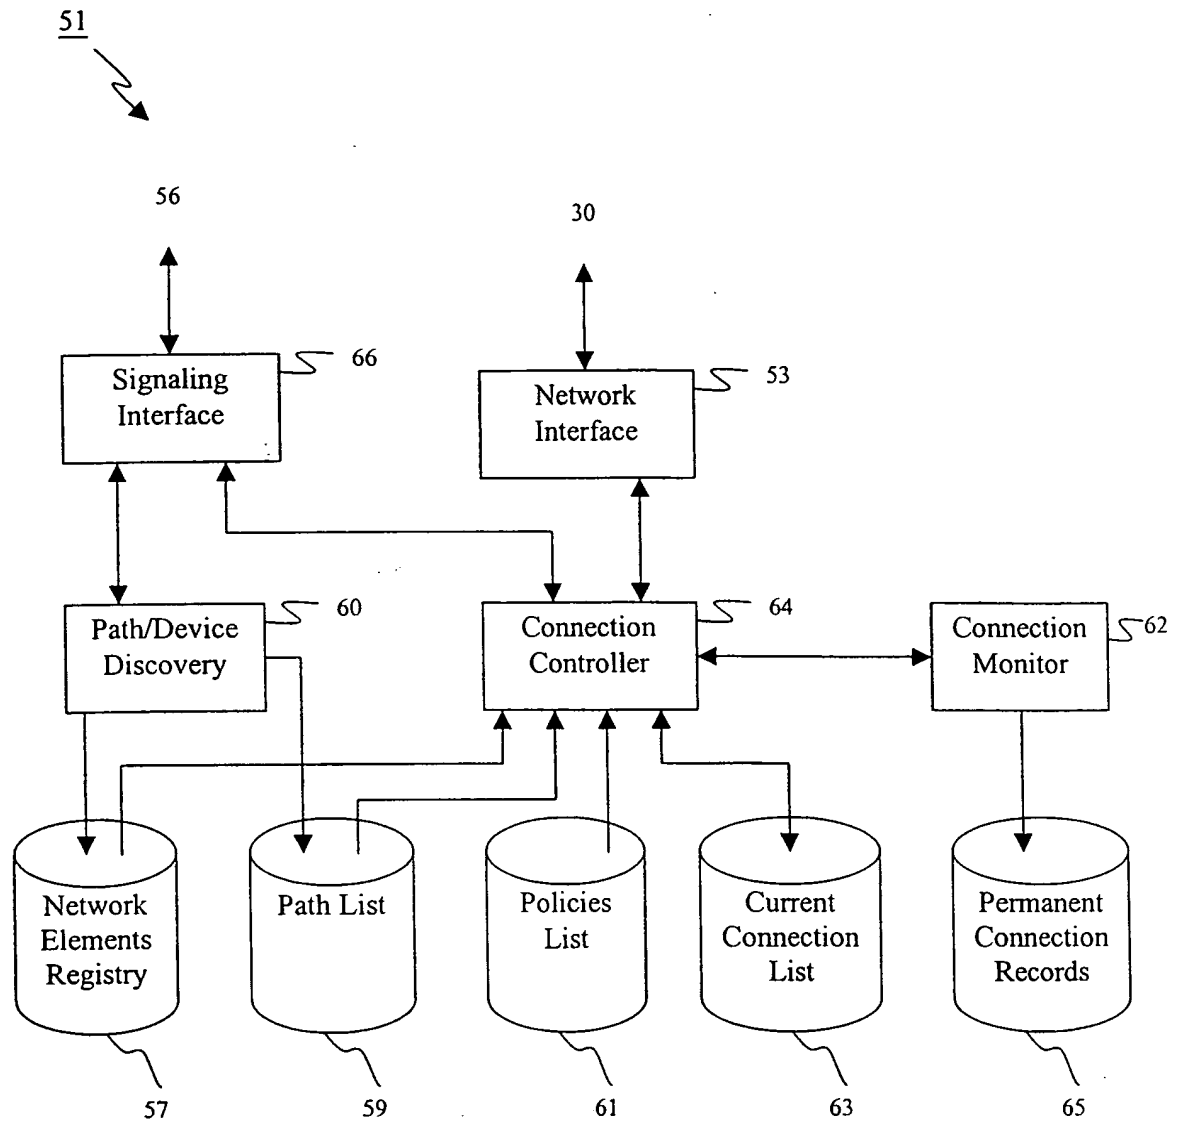 51
56
30
Signaling
Interface
66
Network
Interface
53
Path/Device
Discovery
60
Connection
Controller
64
Connection
Monitor
62
Network
Elements
Registry
Path List
Policies
List
Current
Connection
List
Permanent
Connection
Records
57
59
61
63
65